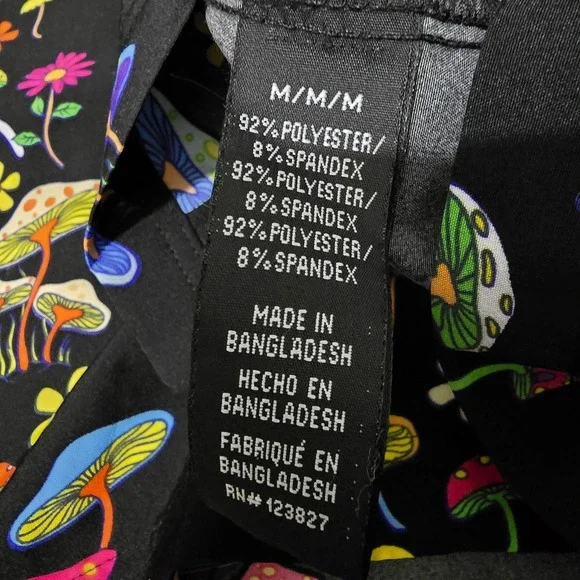 M/M/M
92%POLYESTER/
8%SPANDEX
92%POLYESTER/
8%SPANDEX
92%POLYESTER/
8%SPANDEX
MADE IN
BANGLADESH
HECHO EN
BANGLADESH
FABRIQUÉ EN
BANGLADESH
RN# 123827